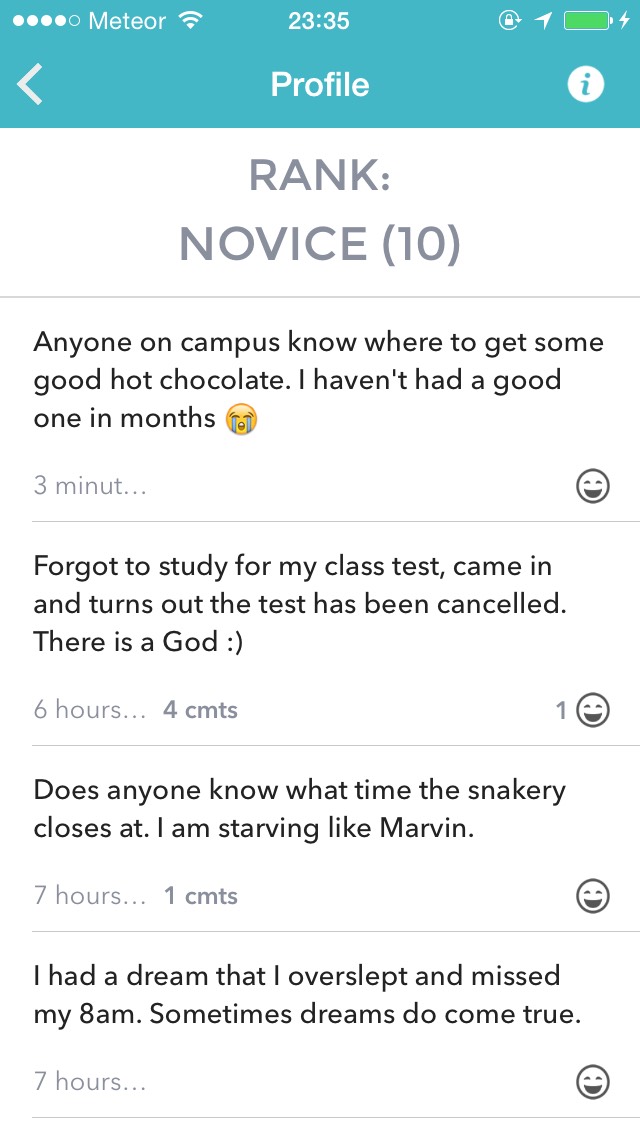 Meteor 23:35
Profile
RANK:
NOVICE (10)
Anyone on campus know where to get some
good hot chocolate. I haven't had a good
one in months 😭
3 minut...
Forgot to study for my class test, came in
and turns out the test has been cancelled.
There is a God :)
6 hours... 4 cmts 1
Does anyone know what time the snakery
closes at. I am starving like Marvin.
7 hours... 1 cmts
I had a dream that I overslept and missed
my 8am. Sometimes dreams do come true.
7 hours...